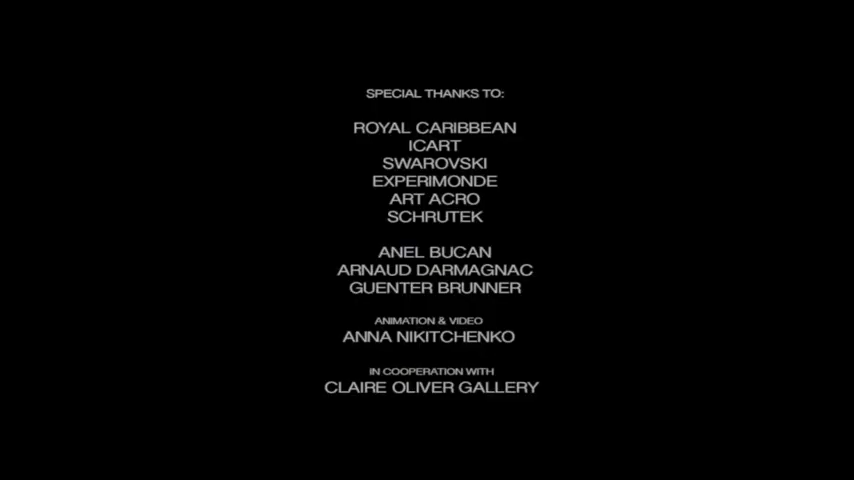 SPECIAL THANKS TO:
ROYAL CARIBBEAN
ICART
SWAROVSKI
EXPERIMONDE
ART ACRO
SCHRUTEK
ANEL BUCAN
ARNAUD DARMAGNAC
GUENTER BRUNNER
ANIMATION & VIDEO
ANNA NIKITCHENKO
IN COOPERATION WITH
CLAIRE OLIVER GALLERY